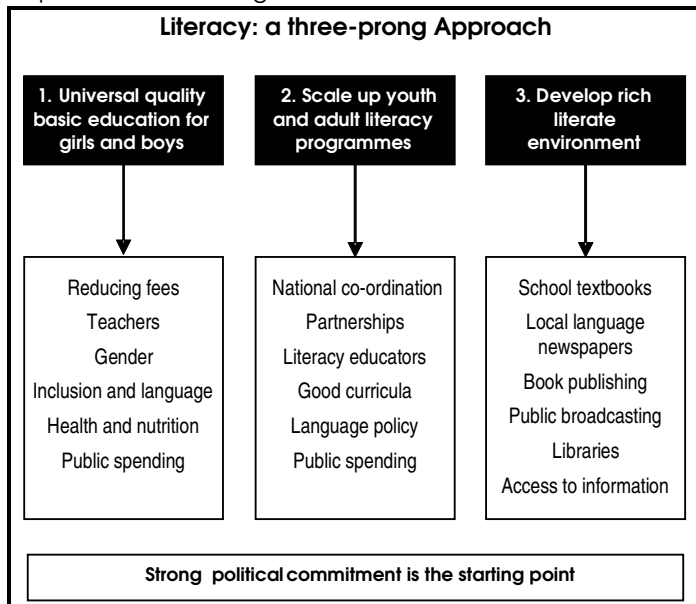 Literacy: a three-prong Approach
1. Universal quality
basic education for
girls and boys
2. Scale up youth
and adult literacy
programmes
3. Develop rich
literate
environment
Reducing fees
Teachers
Gender
Inclusion and language
Health and nutrition
Public spending
National co-ordination
Partnerships
Literacy educators
Good curricula
Language policy
Public spending
School textbooks
Local language
newspapers
Book publishing
Public broadcasting
Libraries
Access to information
Strong political commitment is the starting point